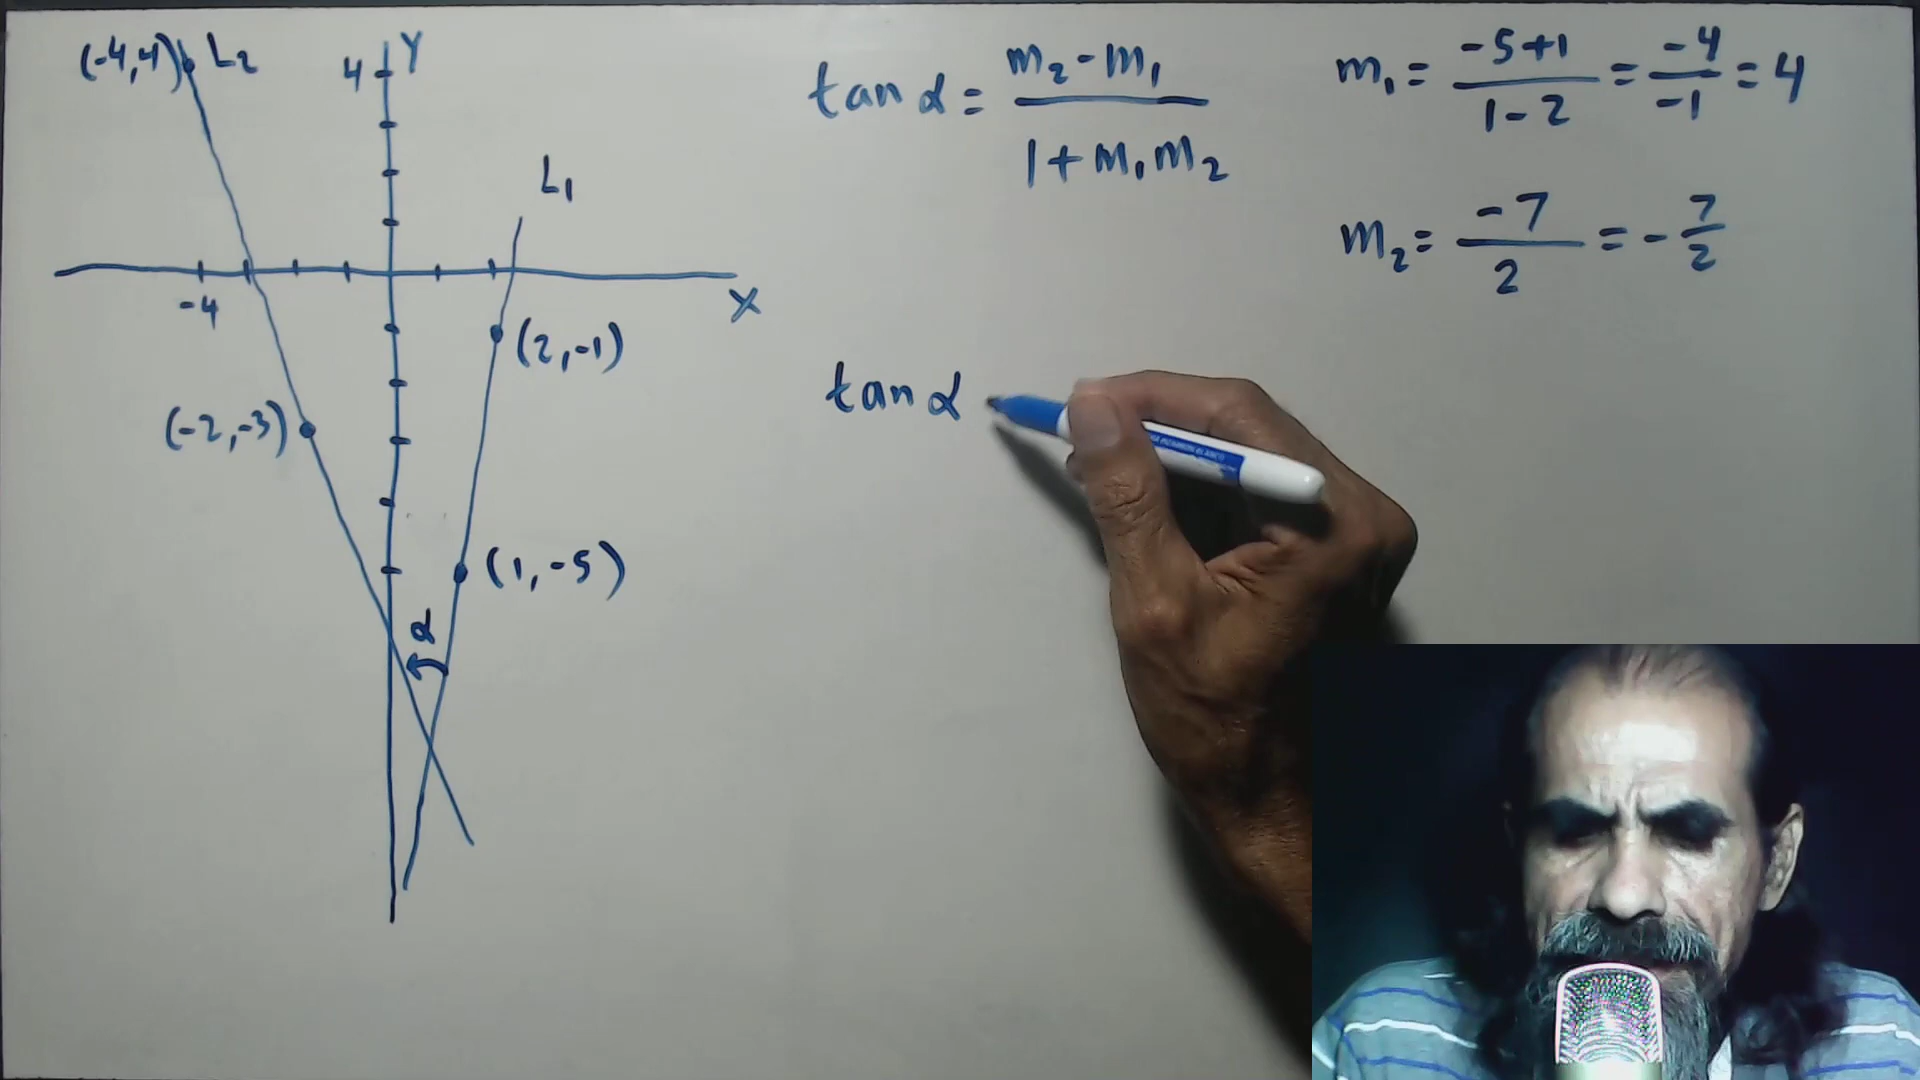 (-4,4) L2
4 Y
L1
-4
X
(2,-1)
(-2,-3)
(1,-5)
α
tan α = m2 - m1 / 1 + m1 m2
m1 = -5+1 / 1-2 = -4 / -1 = 4
m2 = -7 / 2 = - 7 / 2
tan α